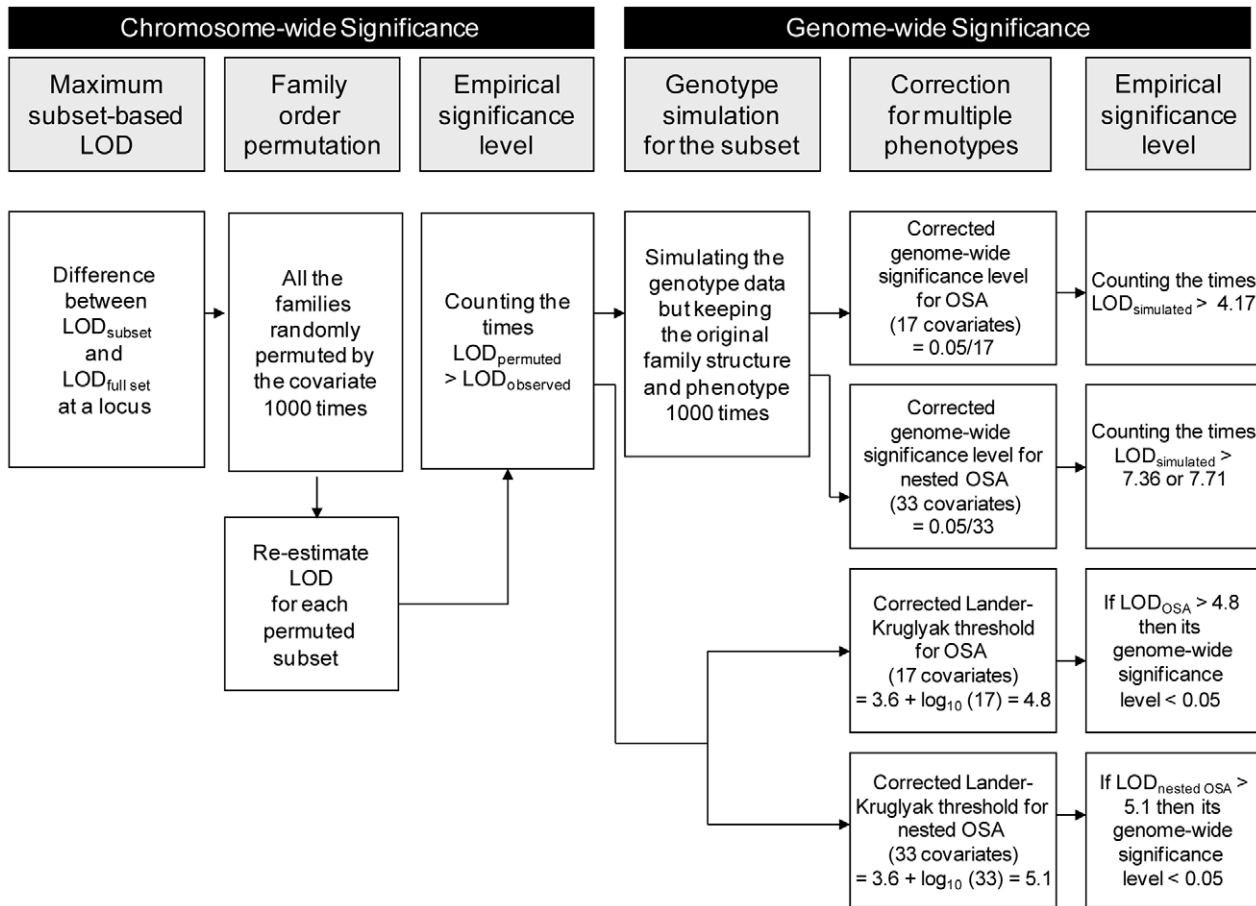 Chromosome-wide Significance
Genome-wide Significance
Maximum
subset-based
LOD
Family
order
permutation
Empirical
significance
level
Genotype
simulation
for the subset
Correction
for multiple
phenotypes
Empirical
significance
level
Difference
between
LOD_subset
and
LOD_full set
at a locus
All the
families
randomly
permuted by
the covariate
1000 times
Re-estimate
LOD
for each
permuted
subset
Counting the
times
LOD_permuted
> LOD_observed
Simulating the
genotype data
but keeping
the original
family structure
and phenotype
1000 times
Corrected
genome-wide
significance level
for OSA
(17 covariates)
= 0.05/17
Counting the times
LOD_simulated > 4.17
Corrected
genome-wide
significance level for
nested OSA
(33 covariates)
= 0.05/33
Counting the times
LOD_simulated >
7.36 or 7.71
Corrected Lander-
Kruglyak threshold
for OSA
(17 covariates)
= 3.6 + log₁₀ (17) = 4.8
If LOD_OSA > 4.8
then its
genome-wide
significance
level < 0.05
Corrected Lander-
Kruglyak threshold for
nested OSA
(33 covariates)
= 3.6 + log₁₀ (33) = 5.1
If LOD_nested OSA >
5.1 then its
genome-wide
significance
level < 0.05